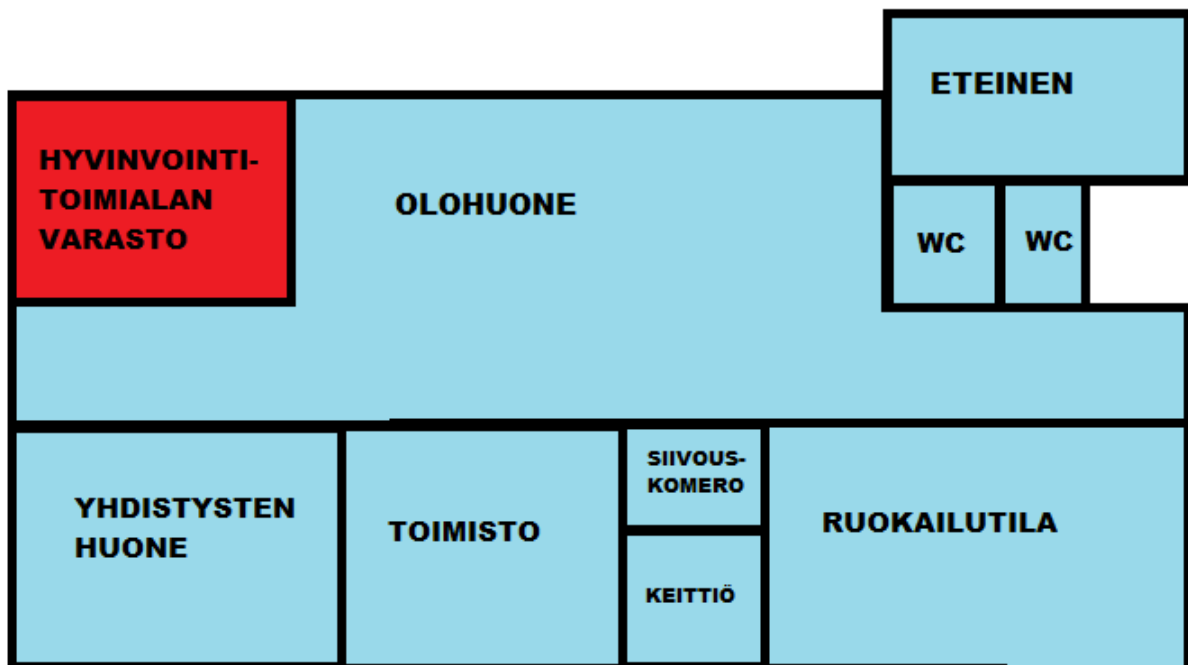 ETEINEN
HYVINVOINTI-
TOIMIALAN
VARASTO
OLOHUONE
WC
WC
YHDISTYSTEN
HUONE
TOIMISTO
SIIVOUS-
KOMERO
KEITTIÖ
RUOKAILUTILA